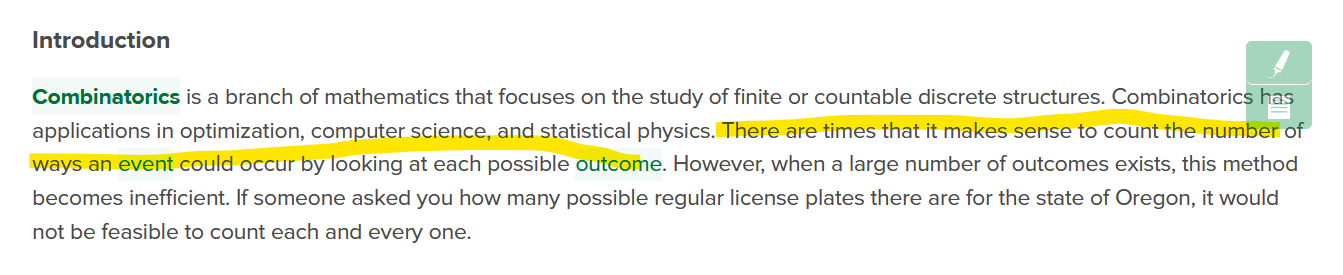 Introduction
Combinatorics is a branch of mathematics that focuses on the study of finite or countable discrete structures. Combinatorics has
applications in optimization, computer science, and statistical physics. There are times that it makes sense to count the number of
ways an event could occur by looking at each possible outcome. However, when a large number of outcomes exists, this method
becomes inefficient. If someone asked you how many possible regular license plates there are for the state of Oregon, it would
not be feasible to count each and every one.